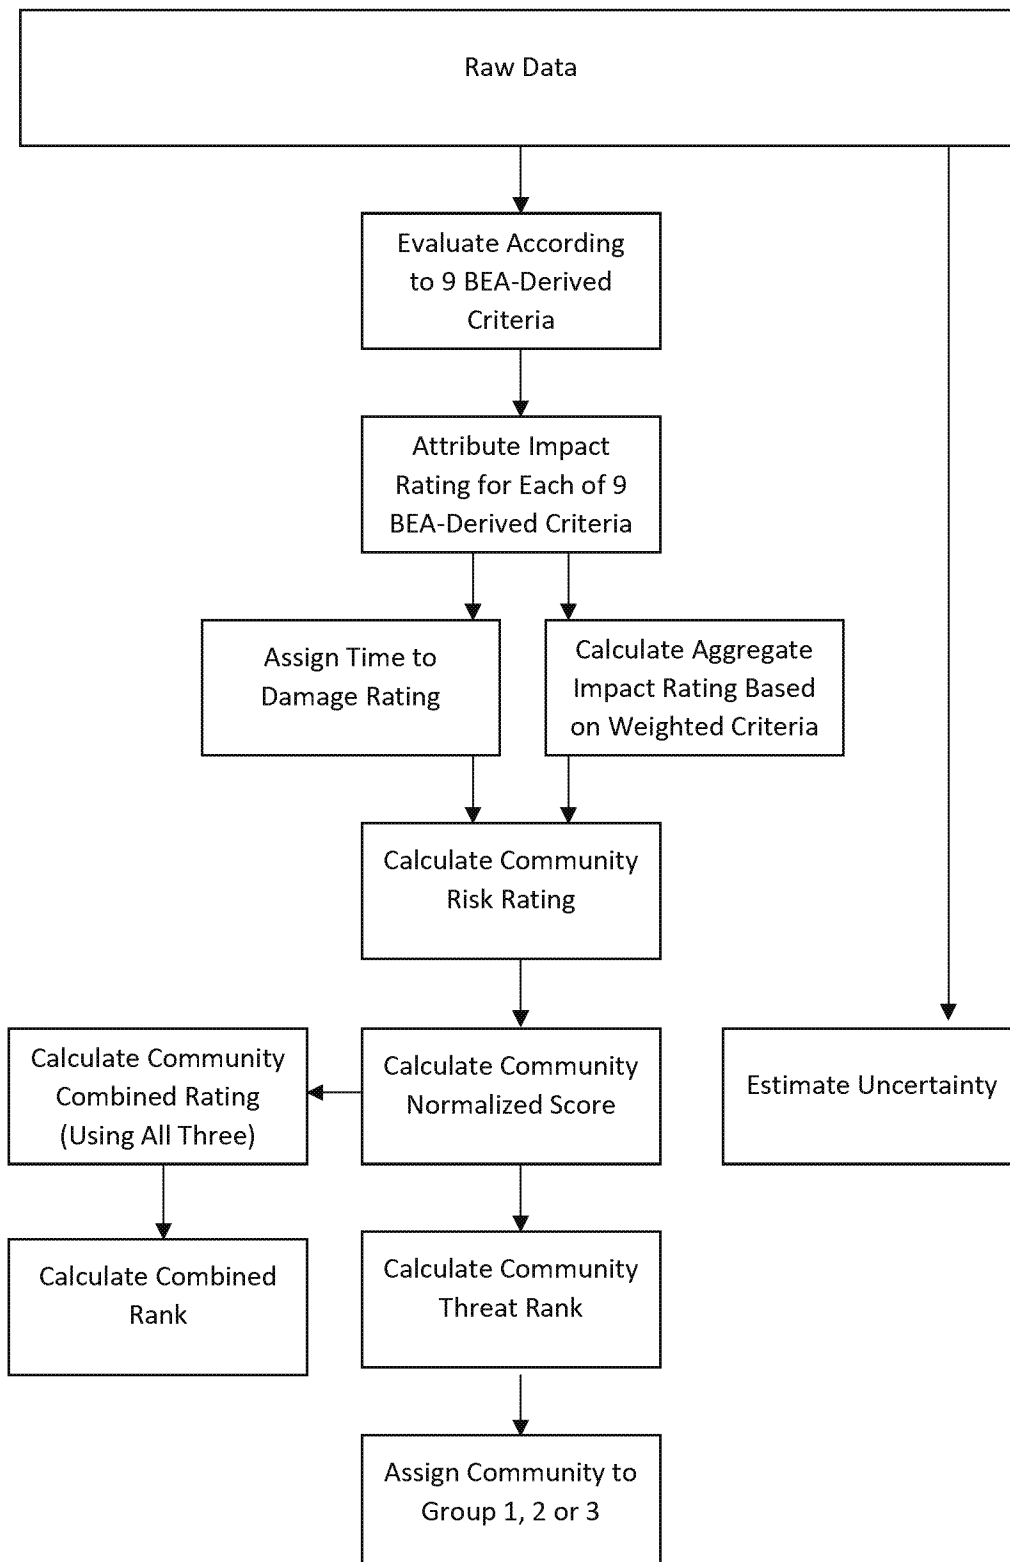 Raw Data
Evaluate According
to 9 BEA-Derived
Criteria
Attribute Impact
Rating for Each of 9
BEA-Derived Criteria
Assign Time to
Damage Rating
Calculate Aggregate
Impact Rating Based
on Weighted Criteria
Calculate Community
Risk Rating
Calculate Community
Combined Rating
(Using All Three)
Calculate Community
Normalized Score
Estimate Uncertainty
Calculate Combined
Rank
Calculate Community
Threat Rank
Assign Community to
Group 1, 2 or 3